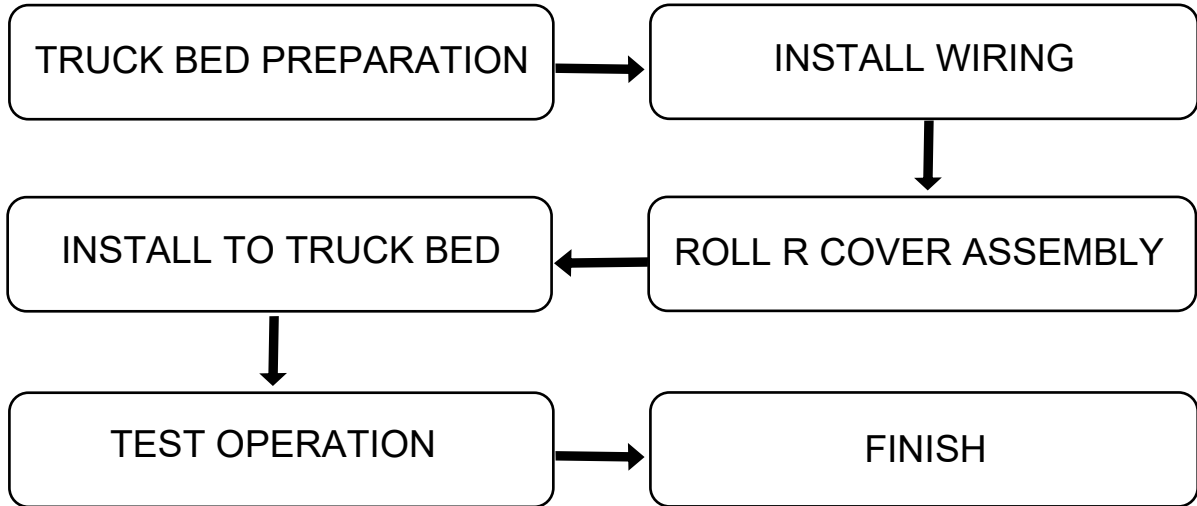 TRUCK BED PREPARATION
INSTALL WIRING
ROLL R COVER ASSEMBLY
INSTALL TO TRUCK BED
TEST OPERATION
FINISH